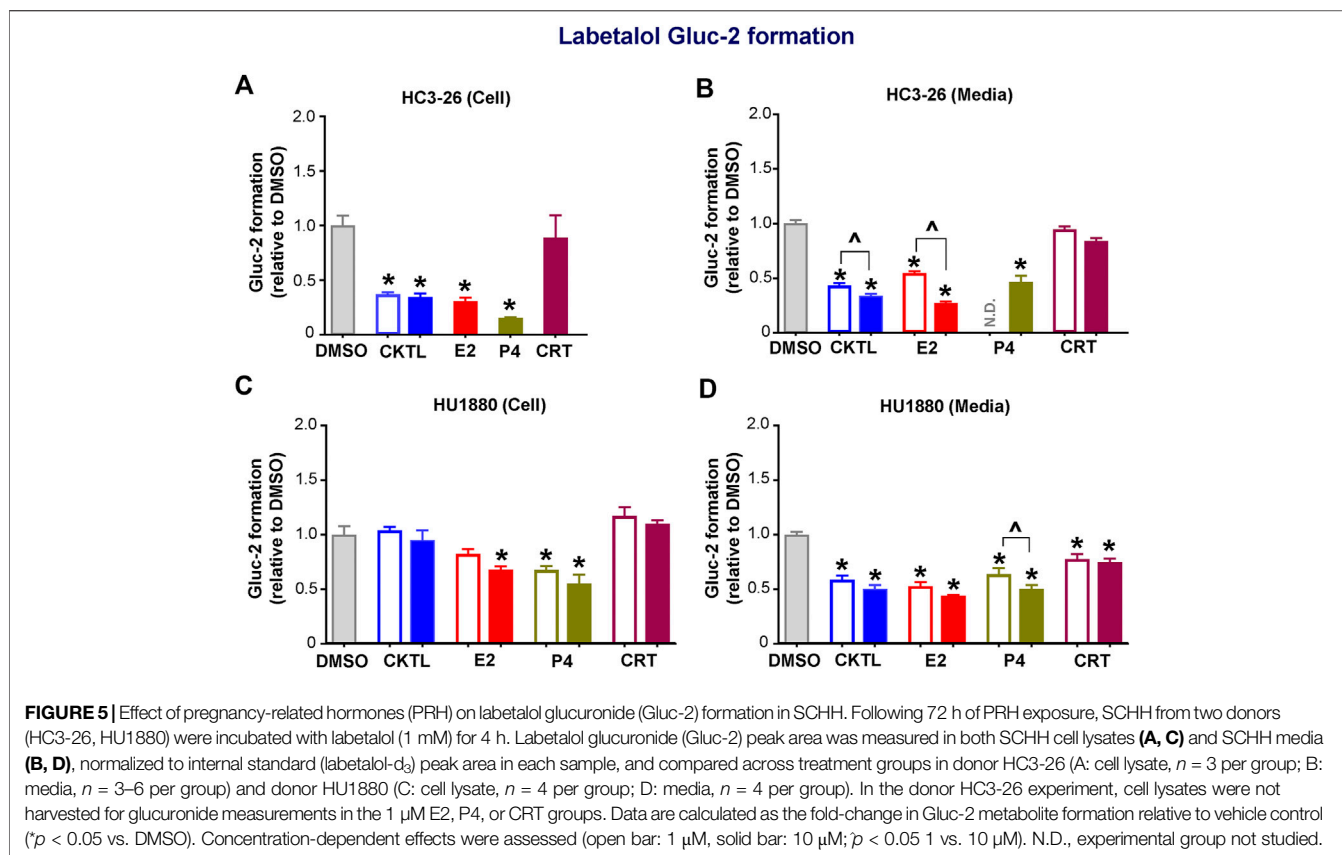 Labetalol Gluc-2 formation
A
HC3-26 (Cell)
Gluc-2 formation
(relative to DMSO)
2.0
1.5
1.0
0.5
0
* * * *
DMSO CKTL E2 P4 CRT
B
HC3-26 (Media)
Gluc-2 formation
(relative to DMSO)
2.0
1.5
1.0
0.5
0
^ ^
* * * * *
N.D.
DMSO CKTL E2 P4 CRT
C
HU1880 (Cell)
Gluc-2 formation
(relative to DMSO)
2.0
1.5
1.0
0.5
0
* * *
DMSO CKTL E2 P4 CRT
D
HU1880 (Media)
Gluc-2 formation
(relative to DMSO)
2.0
1.5
1.0
0.5
0
^
* * * * * * * *
DMSO CKTL E2 P4 CRT
FIGURE 5 | Effect of pregnancy-related hormones (PRH) on labetalol glucuronide (Gluc-2) formation in SCHH. Following 72 h of PRH exposure, SCHH from two donors
(HC3-26, HU1880) were incubated with labetalol (1 mM) for 4 h. Labetalol glucuronide (Gluc-2) peak area was measured in both SCHH cell lysates (A, C) and SCHH media
(B, D), normalized to internal standard (labetalol-d₃) peak area in each sample, and compared across treatment groups in donor HC3-26 (A: cell lysate, n = 3 per group; B:
media, n = 3–6 per group) and donor HU1880 (C: cell lysate, n = 4 per group; D: media, n = 4 per group). In the donor HC3-26 experiment, cell lysates were not
harvested for glucuronide measurements in the 1 μM E2, P4, or CRT groups. Data are calculated as the fold-change in Gluc-2 metabolite formation relative to vehicle control
(*p < 0.05 vs. DMSO). Concentration-dependent effects were assessed (open bar: 1 μM, solid bar: 10 μM; ^p < 0.05 1 vs. 10 μM). N.D., experimental group not studied.